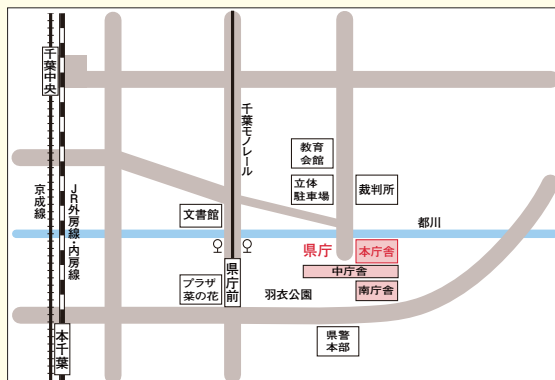 千葉中央
千葉モノレール
教育
会館
立体
駐車場
裁判所
京成線
JR外房線・内房線
文書館
都川
県庁
本庁舎
中庁舎
県庁前
プラザ
菜の花
羽衣公園
南庁舎
本千葉
県警
本部